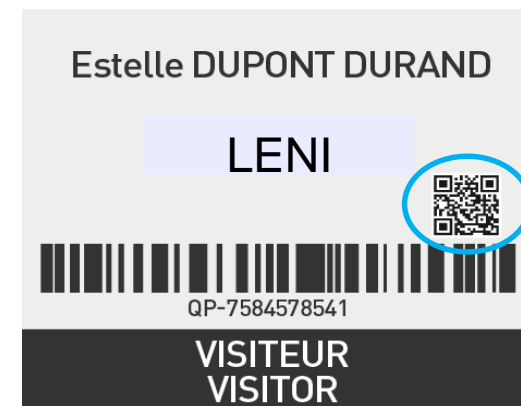 Estelle DUPONT DURAND
LENI
QP-7584578541
VISITEUR
VISITOR